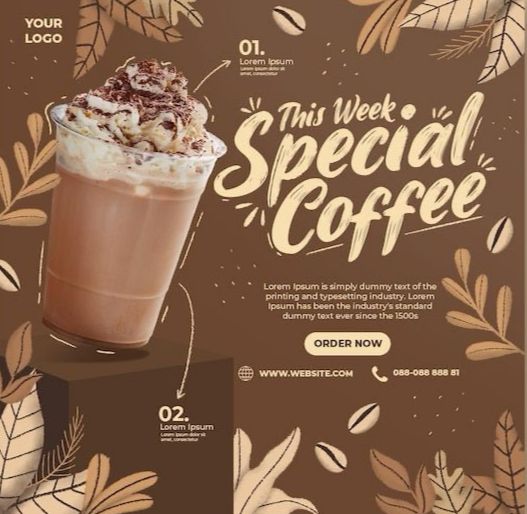 YOUR
LOGO
01.
Lorem Ipsum
Lorem ipsum dolor sit
amet, consectetur
This Week
Special
Coffee
Lorem Ipsum is simply dummy text of the
printing and typesetting industry. Lorem
Ipsum has been the industry's standard
dummy text ever since the 1500s
ORDER NOW
WWW.WEBSITE.COM
088-088 888 81
02.
Lorem Ipsum
Lorem ipsum dolor sit
amet, consectetur